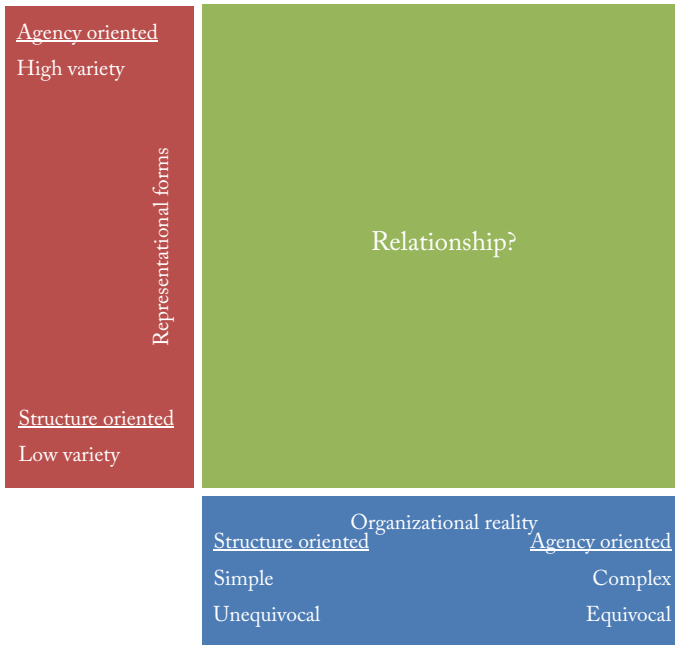 Agency oriented
High variety
Representational forms
Structure oriented
Low variety
Relationship?
Organizational reality
Structure oriented
Agency oriented
Simple
Complex
Unequivocal
Equivocal